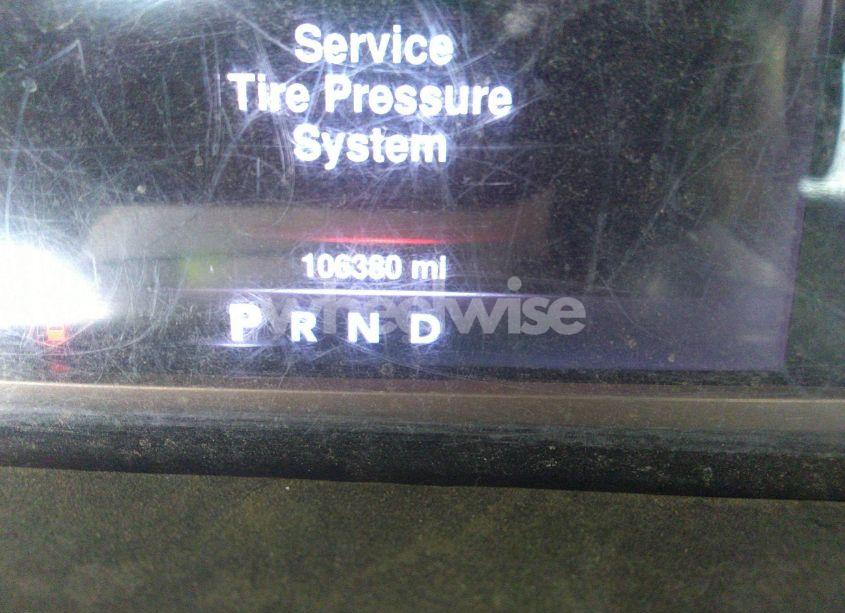 Service
Tire Pressure
System
106380 mi
P R N D